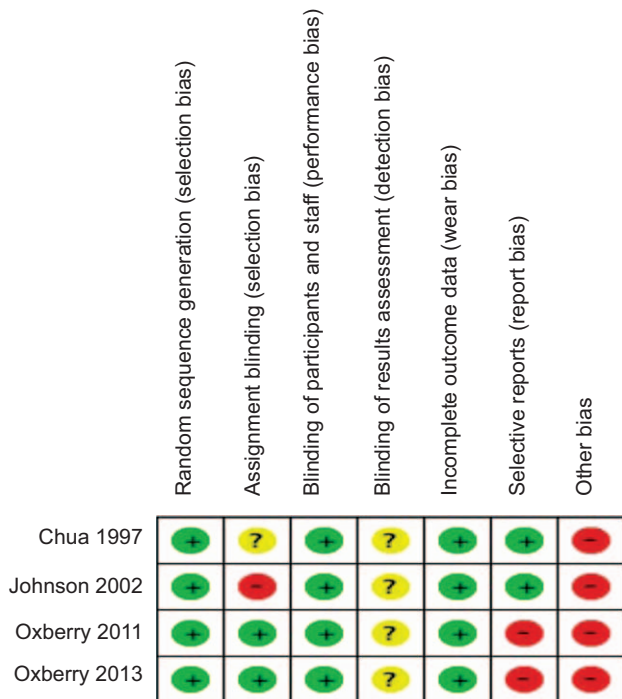 Random sequence generation (selection bias)
Assignment blinding (selection bias)
Blinding of participants and staff (performance bias)
Blinding of results assessment (detection bias)
Incomplete outcome data (wear bias)
Selective reports (report bias)
Other bias
Chua 1997 + ? + ? + + -
Johnson 2002 + - + ? + + -
Oxberry 2011 + + + ? + - -
Oxberry 2013 + + + ? + - -